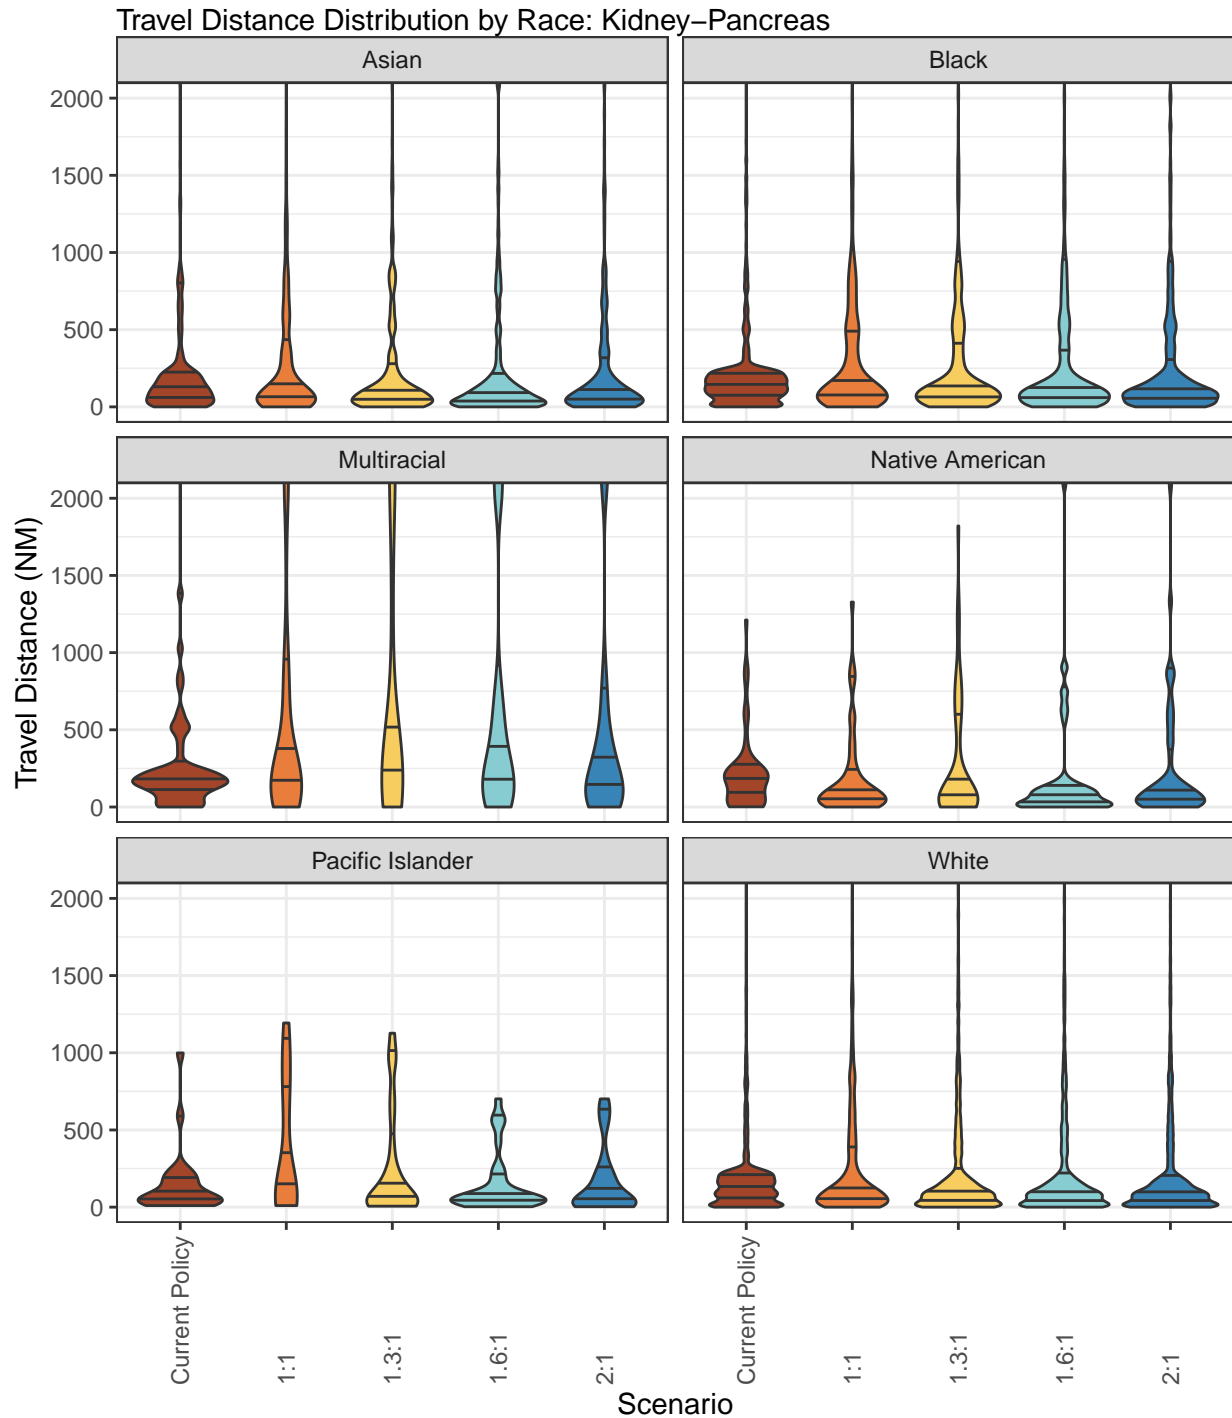 Travel Distance Distribution by Race: Kidney−Pancreas
Asian
Black
2000
1500
1000
500
0
Multiracial
Native American
2000
1500
1000
500
0
Pacific Islander
White
2000
1500
1000
500
0
Travel Distance (NM)
Current Policy
1:1
1.3:1
1.6:1
2:1
Current Policy
1:1
1.3:1
1.6:1
2:1
Scenario